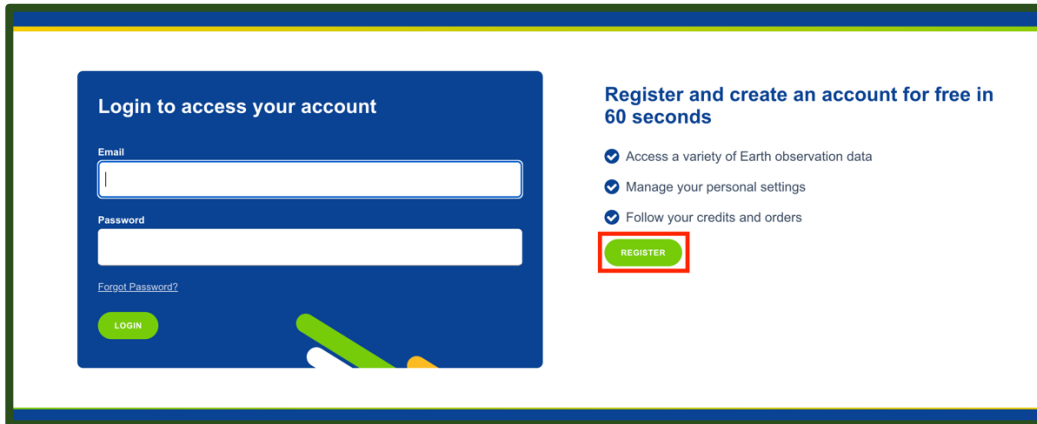 Login to access your account
Email
Password
Forgot Password?
LOGIN
Register and create an account for free in
60 seconds
Access a variety of Earth observation data
Manage your personal settings
Follow your credits and orders
REGISTER